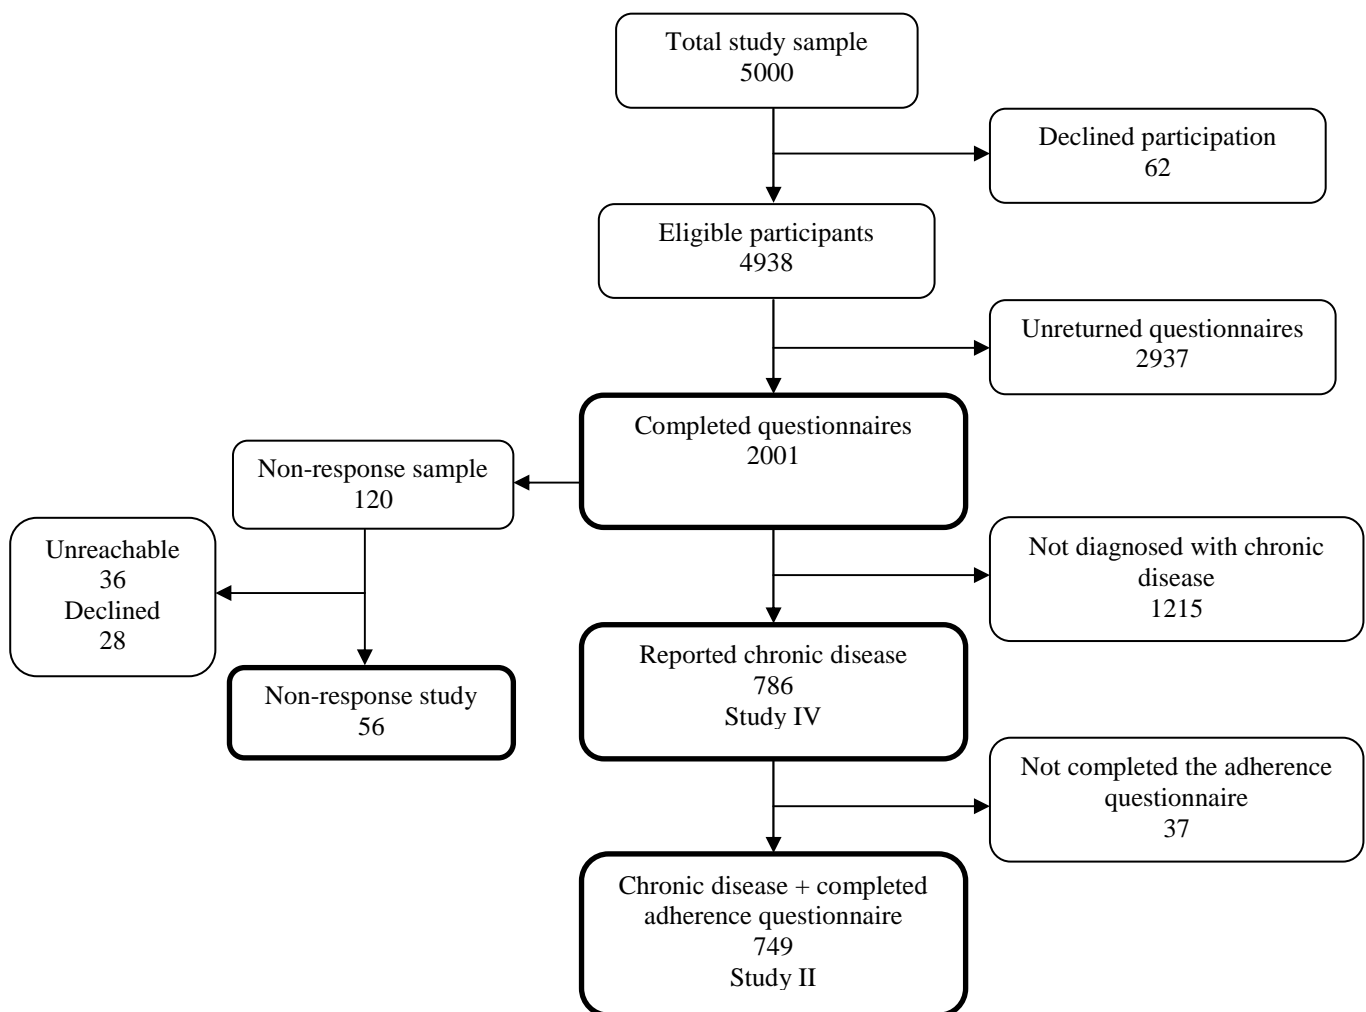 Total study sample
5000
Declined participation
62
Eligible participants
4938
Unreturned questionnaires
2937
Completed questionnaires
2001
Non-response sample
120
Unreachable
36
Declined
28
Not diagnosed with chronic
disease
1215
Reported chronic disease
786
Study IV
Non-response study
56
Not completed the adherence
questionnaire
37
Chronic disease + completed
adherence questionnaire
749
Study II